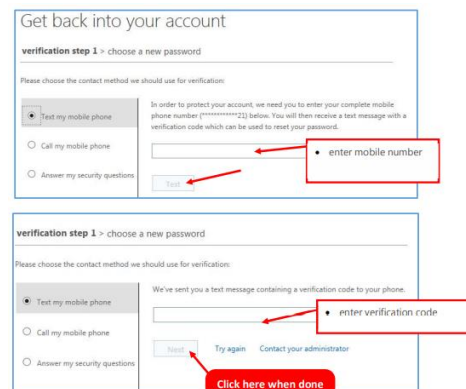 Get back into your account
verification step 1 > choose a new password
Please choose the contact method we should use for verification:
Text my mobile phone
Call my mobile phone
Answer my security questions
In order to protect your account, we need you to enter your complete mobile
phone number (************21) below. You will then receive a text message with a
verification code which can be used to reset your password.
• enter mobile number
Text
verification step 1 > choose a new password
Please choose the contact method we should use for verification:
Text my mobile phone
Call my mobile phone
Answer my security questions
We've sent you a text message containing a verification code to your phone.
• enter verification code
Next Try again Contact your administrator
Click here when done